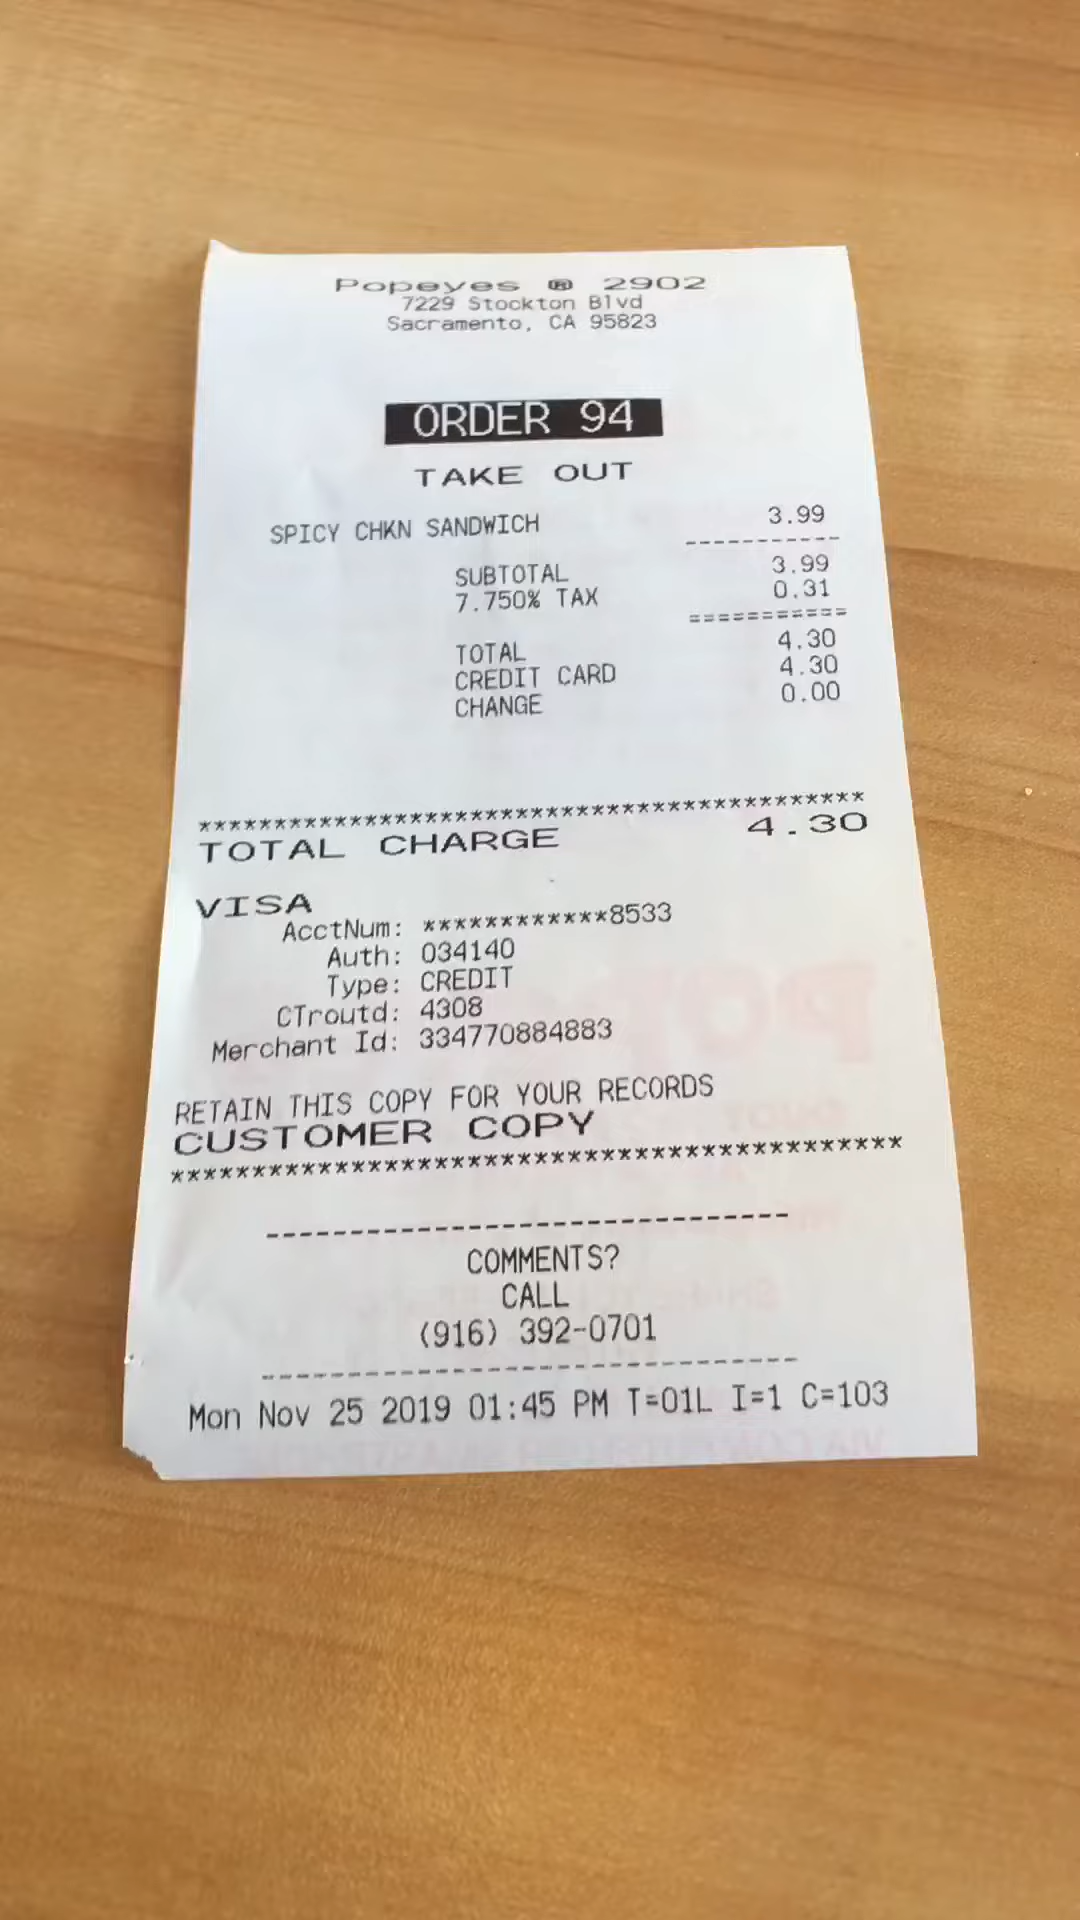 Popeyes ® 2902
7229 Stockton Blvd
Sacramento, CA 95823
ORDER 94
TAKE OUT
SPICY CHKN SANDWICH 3.99
----------
SUBTOTAL 3.99
7.750% TAX 0.31
===========
TOTAL 4.30
CREDIT CARD 4.30
CHANGE 0.00
********************************************
TOTAL CHARGE 4.30
VISA
AcctNum: ************8533
Auth: 034140
Type: CREDIT
CTroutd: 4308
Merchant Id: 334770884883
RETAIN THIS COPY FOR YOUR RECORDS
CUSTOMER COPY
********************************************
------------------------------
COMMENTS?
CALL
(916) 392-0701
------------------------------
Mon Nov 25 2019 01:45 PM T=01L I=1 C=103